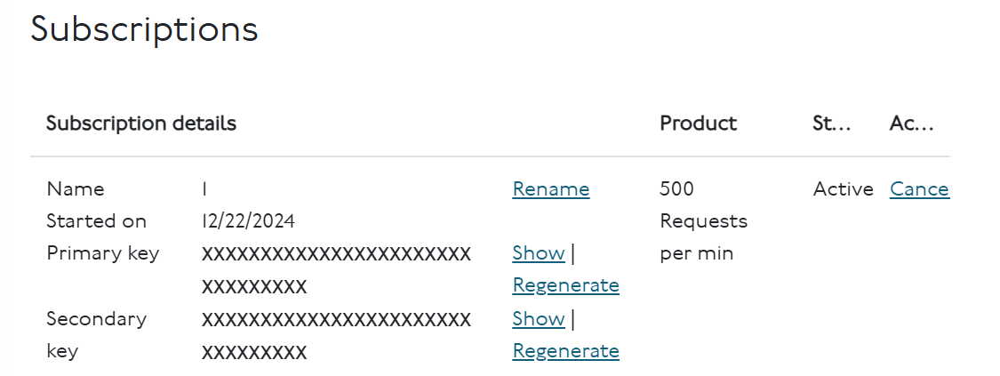 Subscriptions
Subscription details Product St... Ac...
Name 1 Rename 500 Active Cance
Started on 12/22/2024 Requests
Primary key XXXXXXXXXXXXXXXXXXXXXXX Show | per min
XXXXXXXXX Regenerate
Secondary XXXXXXXXXXXXXXXXXXXXXXX Show |
key XXXXXXXXX Regenerate